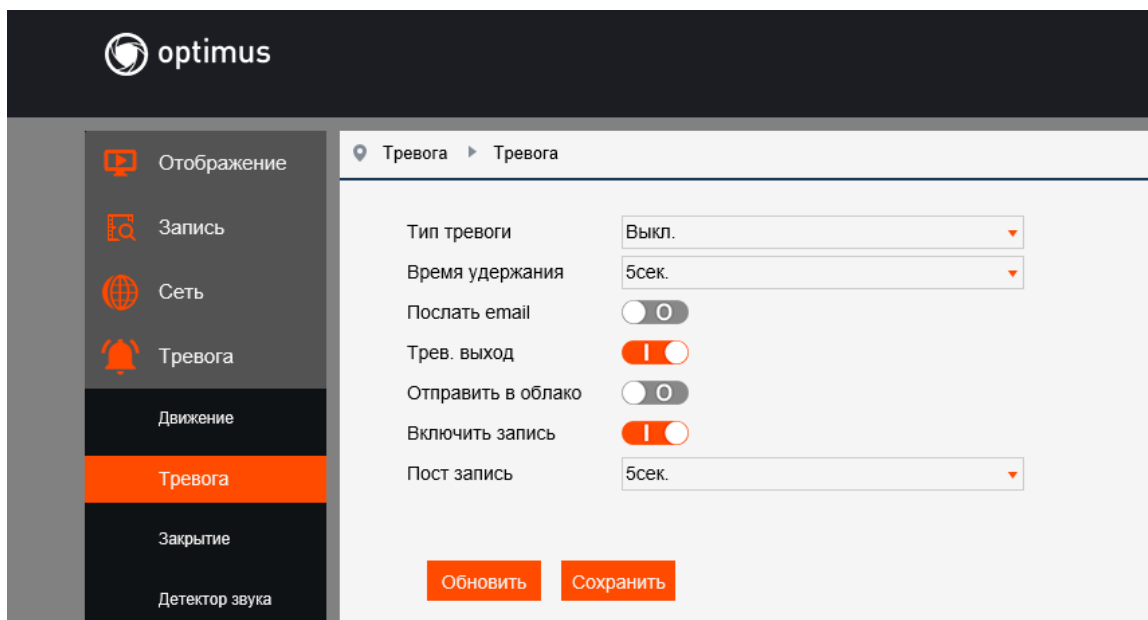 optimus
Отображение
Запись
Сеть
Тревога
Движение
Тревога
Закрытие
Детектор звука
Тревога Тревога
Тип тревоги Выкл.
Время удержания 5сек.
Послать email O
Трев. выход I
Отправить в облако O
Включить запись I
Пост запись 5сек.
Обновить Сохранить